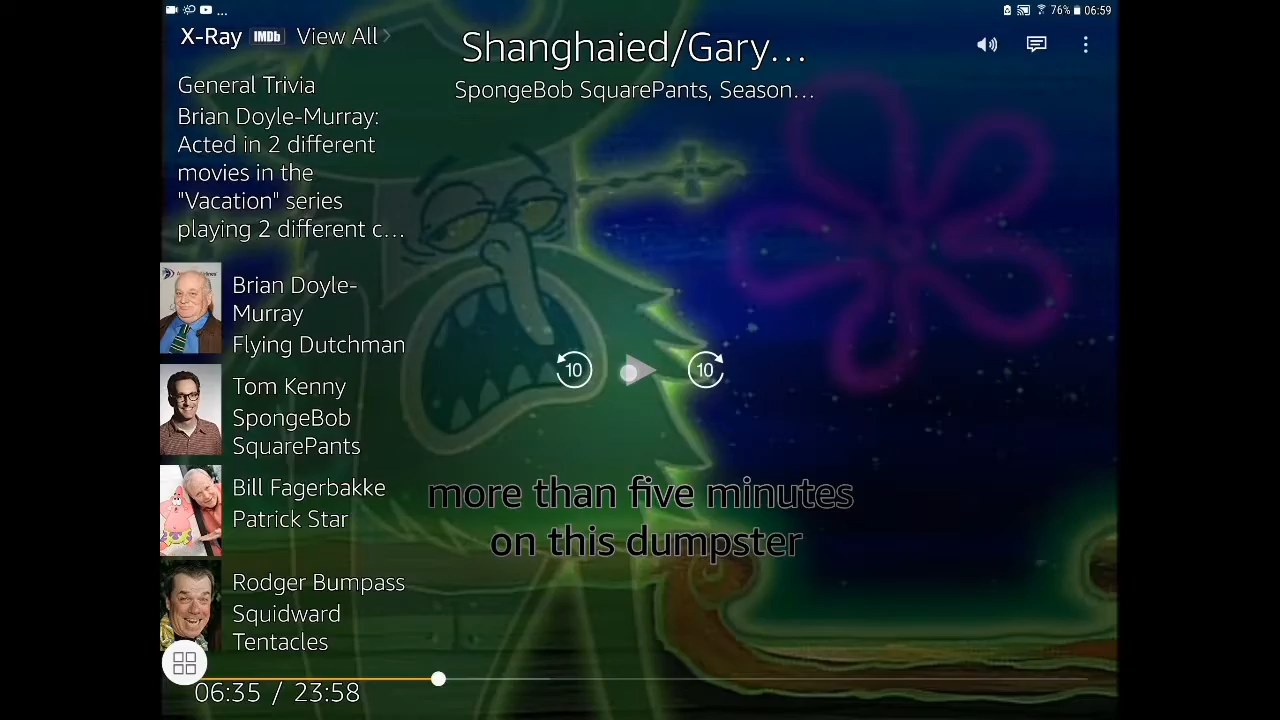 ...
76% 06:59
X-Ray IMDb View All
Shanghaied/Gary...
SpongeBob SquarePants, Season...
General Trivia
Brian Doyle-Murray:
Acted in 2 different
movies in the
"Vacation" series
playing 2 different c...
Brian Doyle-
Murray
Flying Dutchman
Tom Kenny
SpongeBob
SquarePants
Bill Fagerbakke
Patrick Star
Rodger Bumpass
Squidward
Tentacles
10
10
more than five minutes
on this dumpster
06:35 / 23:58